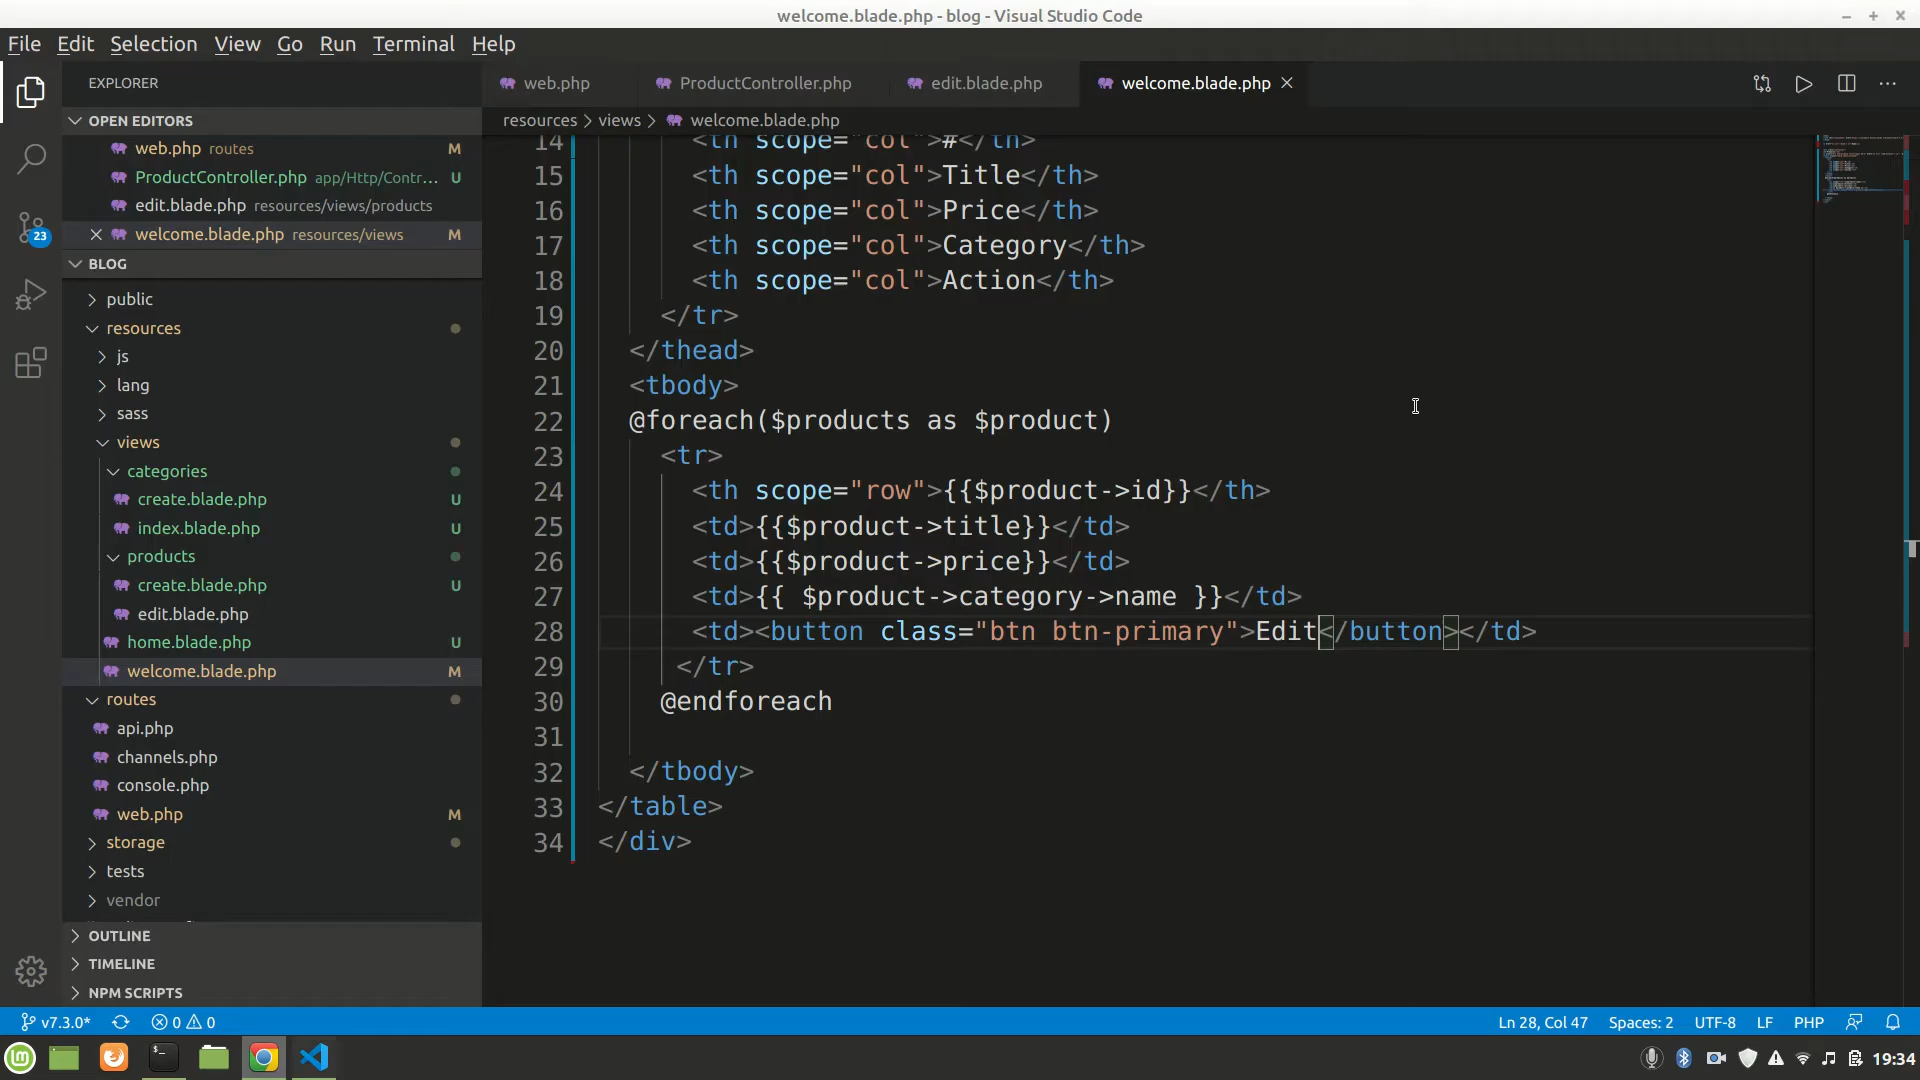 welcome.blade.php - blog - Visual Studio Code
File Edit Selection View Go Run Terminal Help
EXPLORER
web.php ProductController.php edit.blade.php welcome.blade.php
OPEN EDITORS
web.php routes M
ProductController.php app/Http/Contr... U
edit.blade.php resources/views/products
welcome.blade.php resources/views M
BLOG
public
resources
js
lang
sass
views
categories
create.blade.php U
index.blade.php U
products
create.blade.php U
edit.blade.php
home.blade.php U
welcome.blade.php M
routes
api.php
channels.php
console.php
web.php M
storage
tests
vendor
OUTLINE
TIMELINE
NPM SCRIPTS
23
resources > views > welcome.blade.php
14 <th scope="col">#</th>
15 <th scope="col">Title</th>
16 <th scope="col">Price</th>
17 <th scope="col">Category</th>
18 <th scope="col">Action</th>
19 </tr>
20 </thead>
21 <tbody>
22 @foreach($products as $product)
23 <tr>
24 <th scope="row">{{$product->id}}</th>
25 <td>{{$product->title}}</td>
26 <td>{{$product->price}}</td>
27 <td>{{ $product->category->name }}</td>
28 <td><button class="btn btn-primary">Edit</button></td>
29 </tr>
30 @endforeach
31
32 </tbody>
33 </table>
34 </div>
v7.3.0* 0 0 Ln 28, Col 47 Spaces: 2 UTF-8 LF PHP
19:34